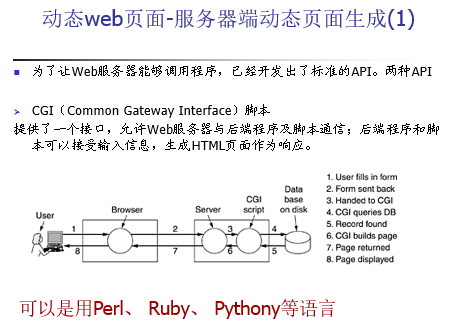 动态web页面-服务器端动态页面生成(1)
为了让Web服务器能够调用程序，已经开发出了标准的API。两种API
CGI（Common Gateway Interface）脚本
提供了一个接口，允许Web服务器与后端程序及脚本通信；后端程序和脚
本可以接受输入信息，生成HTML页面作为响应。
User
Browser
Server
CGI
script
Data
base
on disk
1
2
3
4
8
7
6
5
1. User fills in form
2. Form sent back
3. Handed to CGI
4. CGI queries DB
5. Record found
6. CGI builds page
7. Page returned
8. Page displayed
可以是用Perl、 Ruby、 Pythony等语言